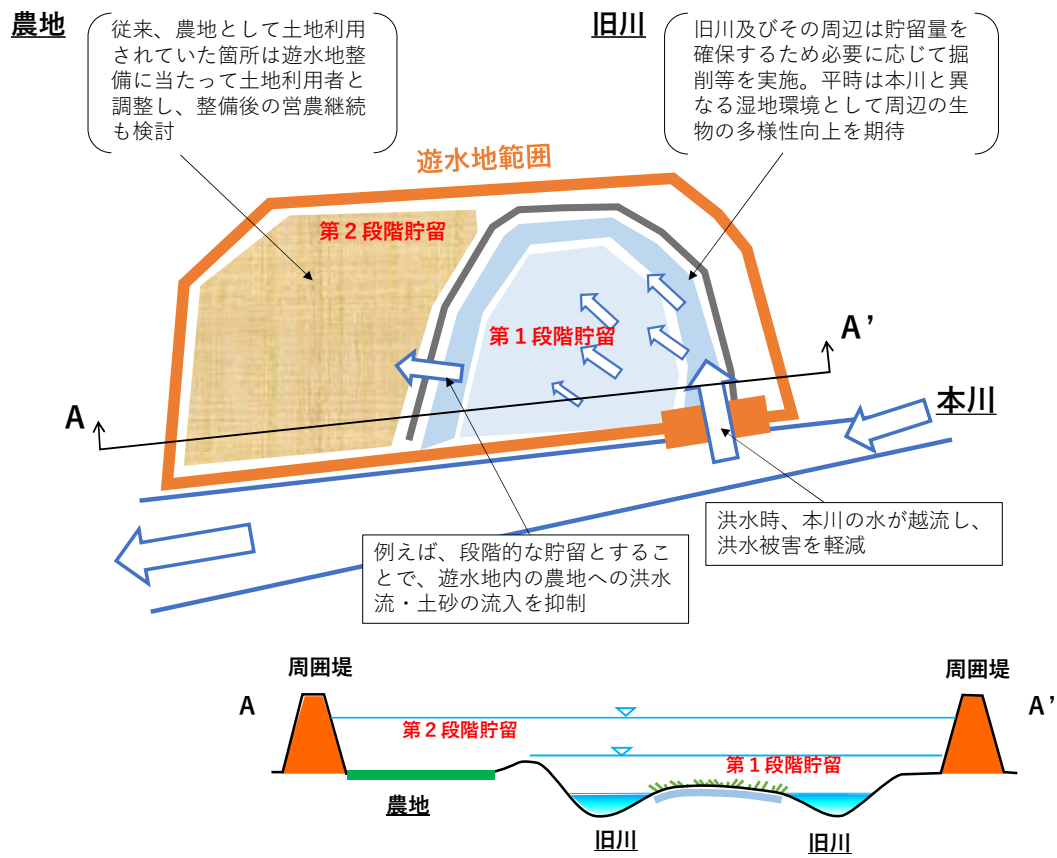 農地
従来、農地として土地利用
されていた箇所は遊水地整
備に当たって土地利用者と
調整し、整備後の営農継続
も検討
旧川
旧川及びその周辺は貯留量を
確保するため必要に応じて掘
削等を実施。平時は本川と異
なる湿地環境として周辺の生
物の多様性向上を期待
遊水地範囲
第2段階貯留
第1段階貯留
A
A'
本川
例えば、段階的な貯留とするこ
とで、遊水地内の農地への洪水
流・土砂の流入を抑制
洪水時、本川の水が越流し、
洪水被害を軽減
周囲堤
周囲堤
A
A'
第2段階貯留
第1段階貯留
農地
旧川
旧川